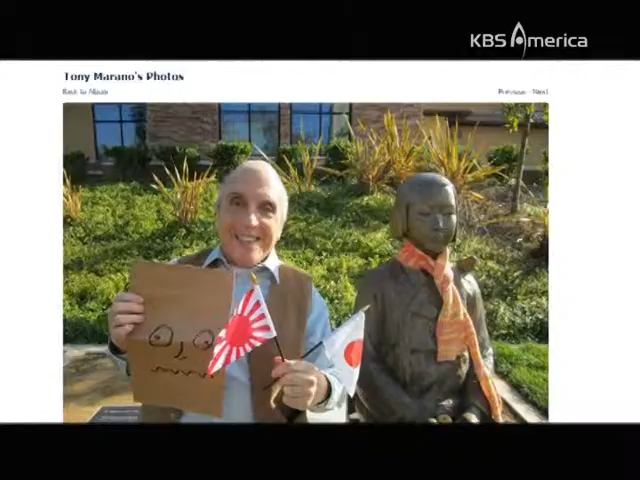 KBS America
Tony Marano's Photos
Back to Album
Previous - Next